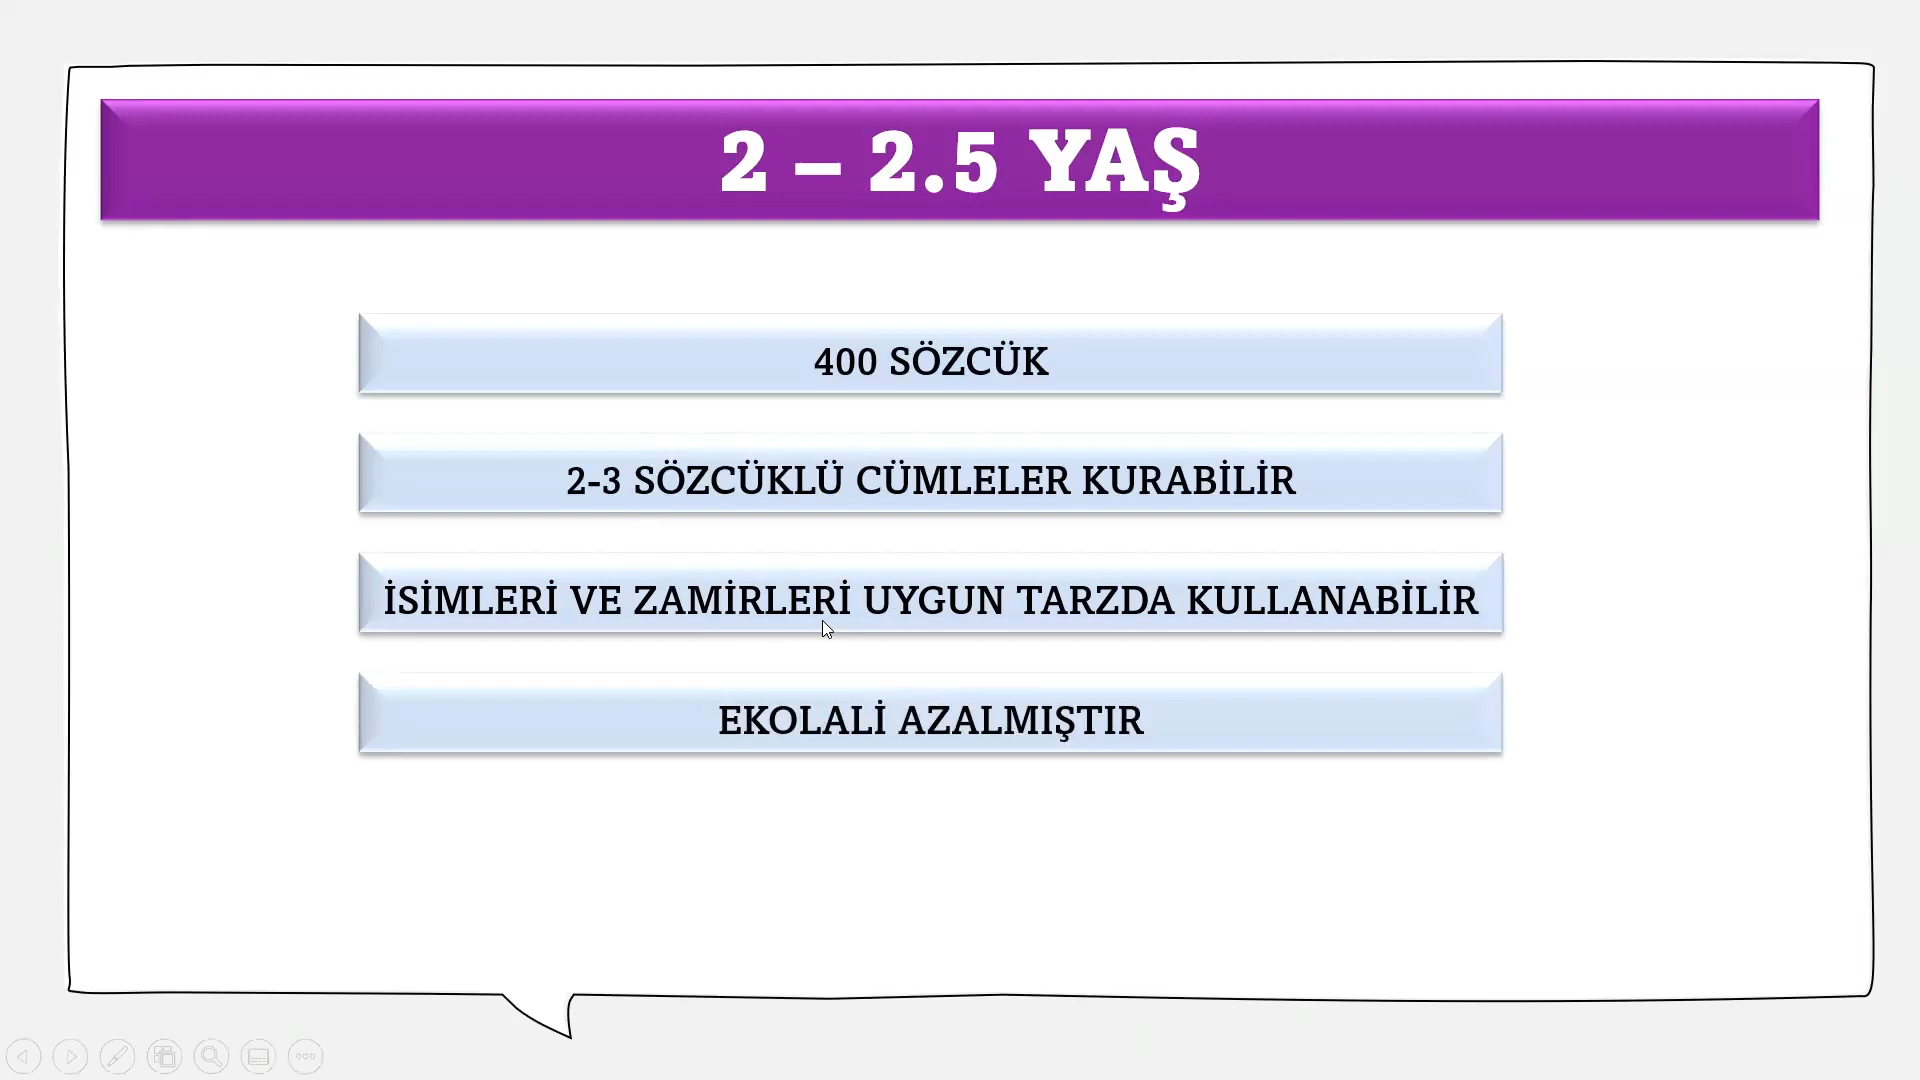 2 – 2.5 YAŞ
400 SÖZCÜK
2-3 SÖZCÜKLÜ CÜMLELER KURABİLİR
İSİMLERİ VE ZAMİRLERİ UYGUN TARZDA KULLANABİLİR
EKOLALİ AZALMIŞTIR